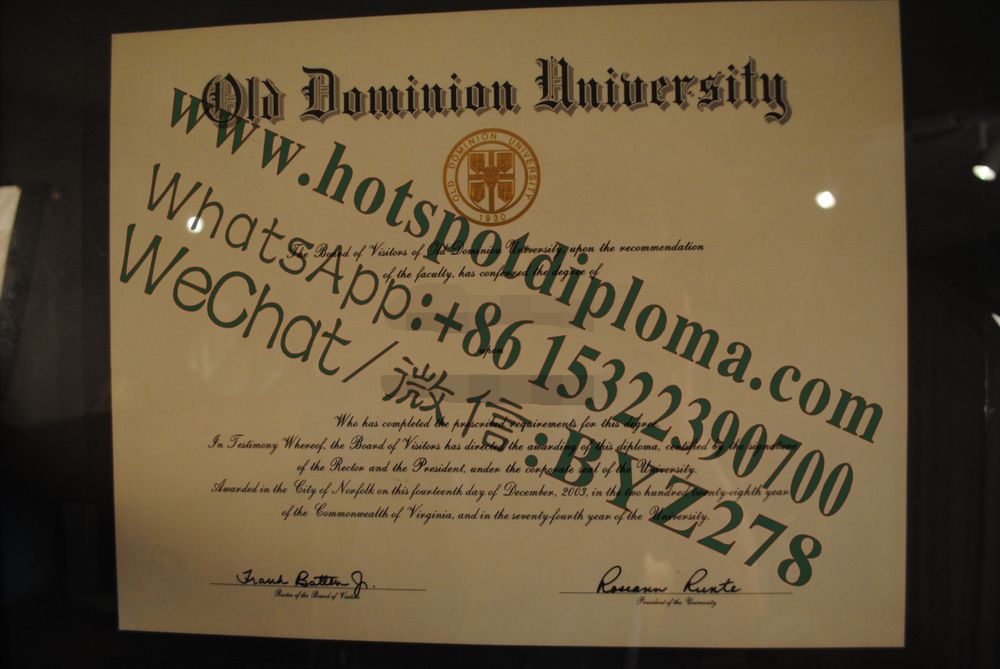 Old Dominion University
OLD DOMINION UNIVERSITY
1930
www.hotspotdiploma.com
WhatsApp:+86 15322390700
WeChat/微信:BYZ278
The Board of Visitors of Old Dominion University, upon the recommendation
of the faculty, has conferred the degree of
upon
Who has completed the prescribed requirements for this degree
In Testimony Whereof, the Board of Visitors has directed the awarding of this diploma, certified by the signature
of the Rector and the President, under the corporate seal of the University.
Awarded in the City of Norfolk on this fourteenth day of December, 2003, in the two hundred twenty-eighth year
of the Commonwealth of Virginia, and in the seventy-fourth year of the University.
Frank Batten Jr.
Rector of the Board of Visitors
Roseann Runte
President of the University